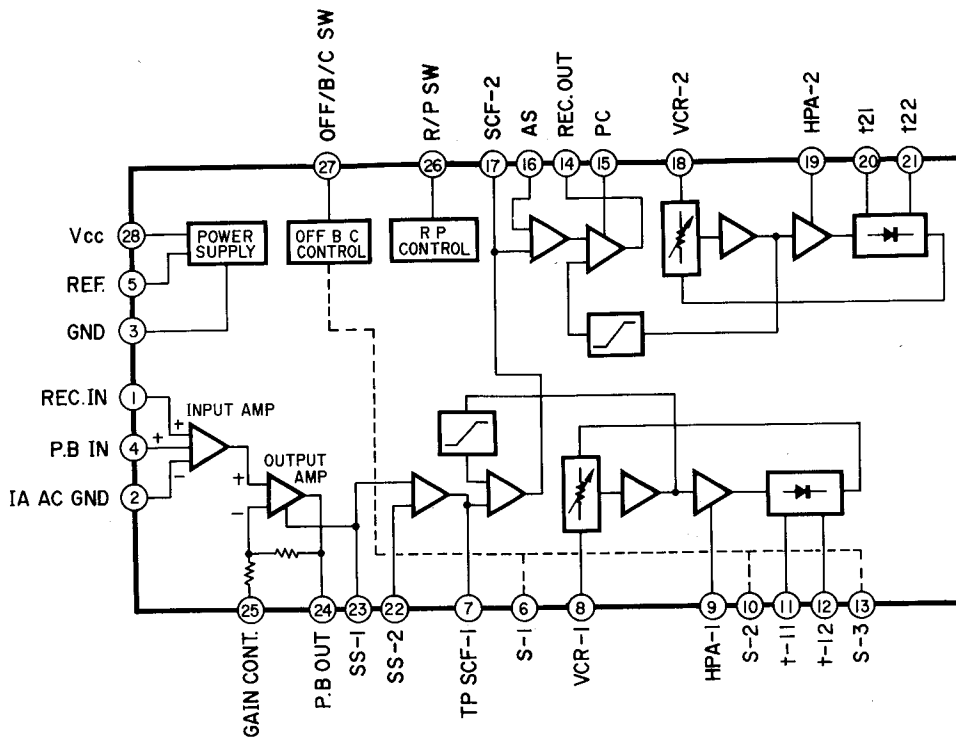 OFF/B/C SW
R/P SW
SCF-2
AS
REC.OUT
PC
VCR-2
HPA-2
t21
t22
27
26
17
16
14
15
18
19
20
21
Vcc
28
POWER
SUPPLY
OFF B C
CONTROL
R P
CONTROL
REF.
5
GND
3
REC.IN
1
INPUT AMP
+
P.B IN
4
+
IA AC GND
2
−
OUTPUT
AMP
+
−
25
24
23
22
7
6
8
9
10
11
12
13
GAIN CONT.
P.B OUT
SS-1
SS-2
TP SCF-1
S-1
VCR-1
HPA-1
S-2
t-11
t-12
S-3